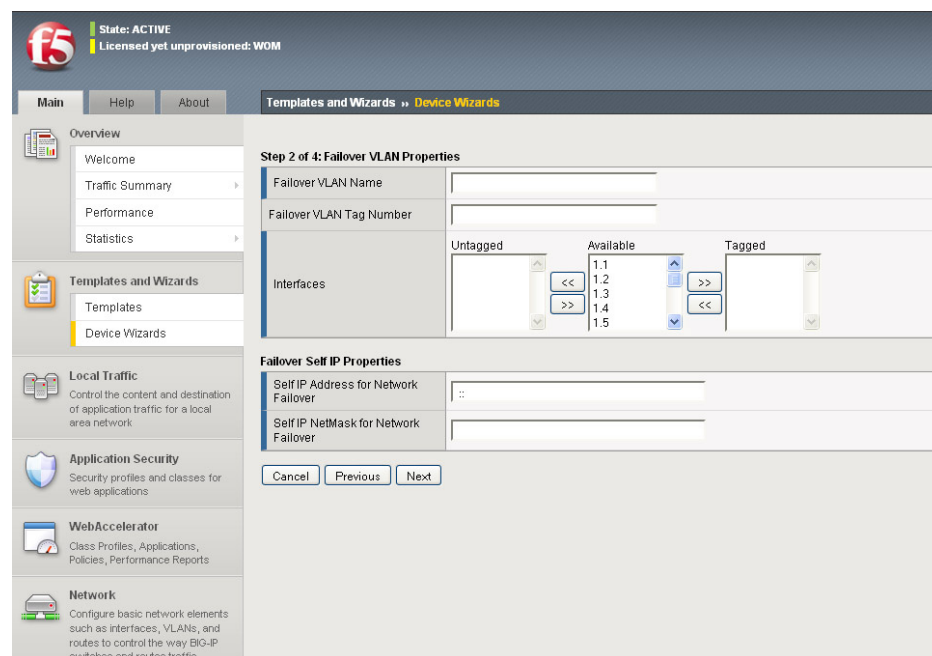 f5
State: ACTIVE
Licensed yet unprovisioned: WOM
Main
Help
About
Templates and Wizards ›› Device Wizards
Overview
Welcome
Traffic Summary
Performance
Statistics
Templates and Wizards
Templates
Device Wizards
Local Traffic
Control the content and destination
of application traffic for a local
area network
Application Security
Security profiles and classes for
web applications
WebAccelerator
Class Profiles, Applications,
Policies, Performance Reports
Network
Configure basic network elements
such as interfaces, VLANs, and
routes to control the way BIG-IP
switches and routes traffic
Step 2 of 4: Failover VLAN Properties
Failover VLAN Name
Failover VLAN Tag Number
Interfaces
Untagged
Available
Tagged
1.1
1.2
1.3
1.4
1.5
<<
>>
>>
<<
Failover Self IP Properties
Self IP Address for Network
Failover
::
Self IP NetMask for Network
Failover
Cancel
Previous
Next